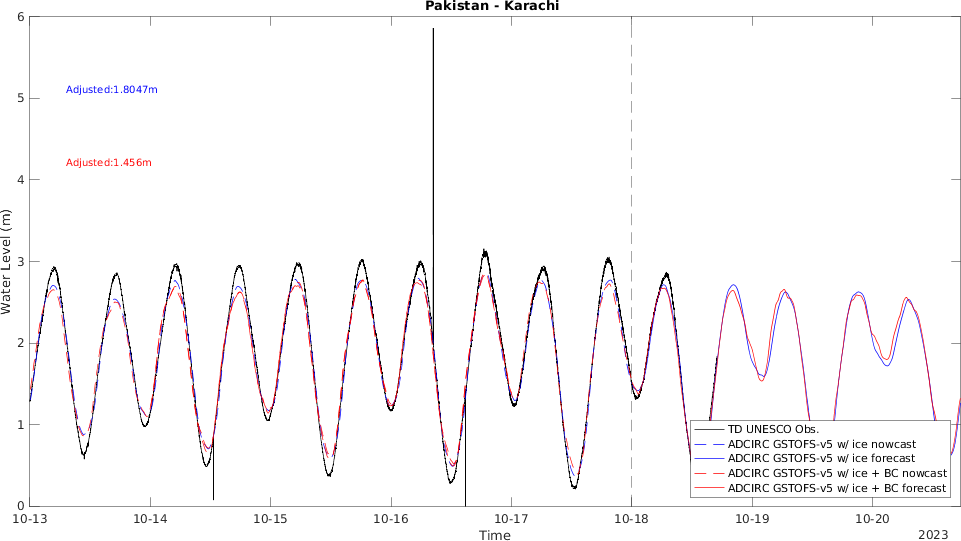 Pakistan - Karachi
6
5
4
3
2
1
0
Water Level (m)
Adjusted:1.8047m
Adjusted:1.456m
TD UNESCO Obs.
ADCIRC GSTOFS-v5 w/ ice nowcast
ADCIRC GSTOFS-v5 w/ ice forecast
ADCIRC GSTOFS-v5 w/ ice + BC nowcast
ADCIRC GSTOFS-v5 w/ ice + BC forecast
10-13 10-14 10-15 10-16 10-17 10-18 10-19 10-20
Time
2023